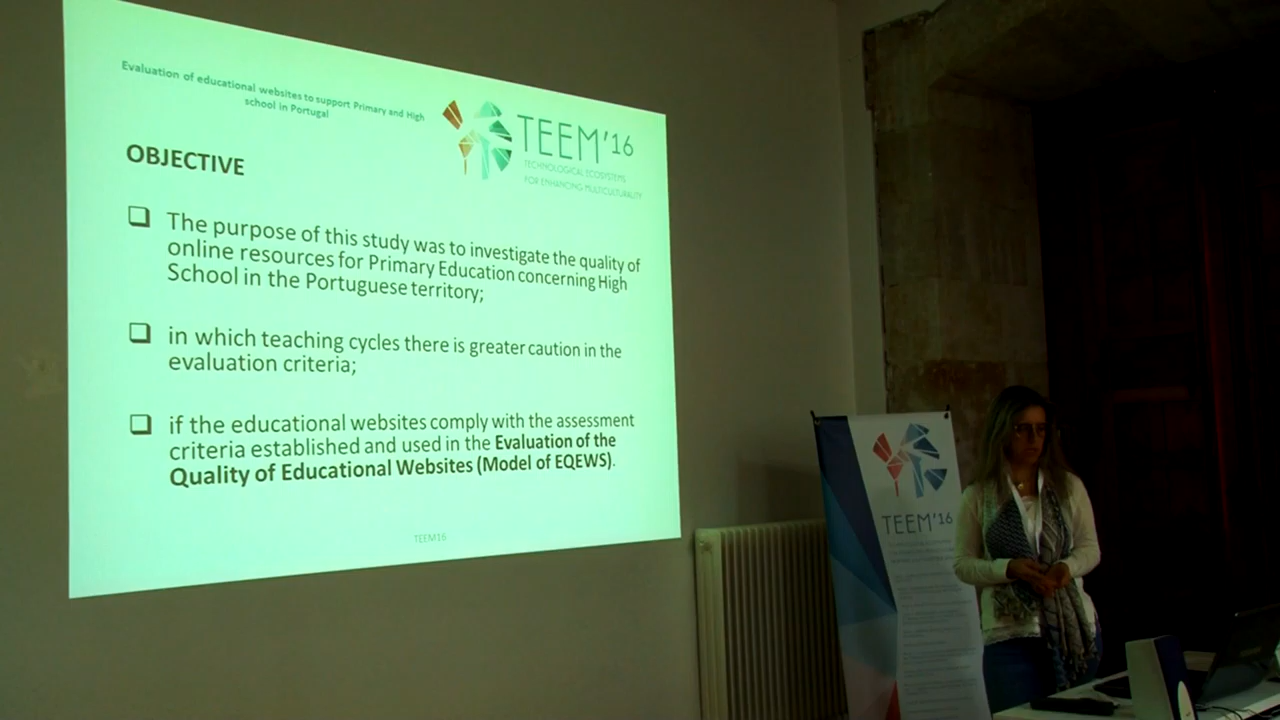 Evaluation of educational websites to support Primary and High
school in Portugal
TEEM'16
TECHNOLOGICAL ECOSYSTEMS
FOR ENHANCING MULTICULTURALITY
OBJECTIVE
❑ The purpose of this study was to investigate the quality of
online resources for Primary Education concerning High
School in the Portuguese territory;
❑ in which teaching cycles there is greater caution in the
evaluation criteria;
❑ if the educational websites comply with the assessment
criteria established and used in the Evaluation of the
Quality of Educational Websites (Model of EQEWS).
TEEM16
TEEM'16